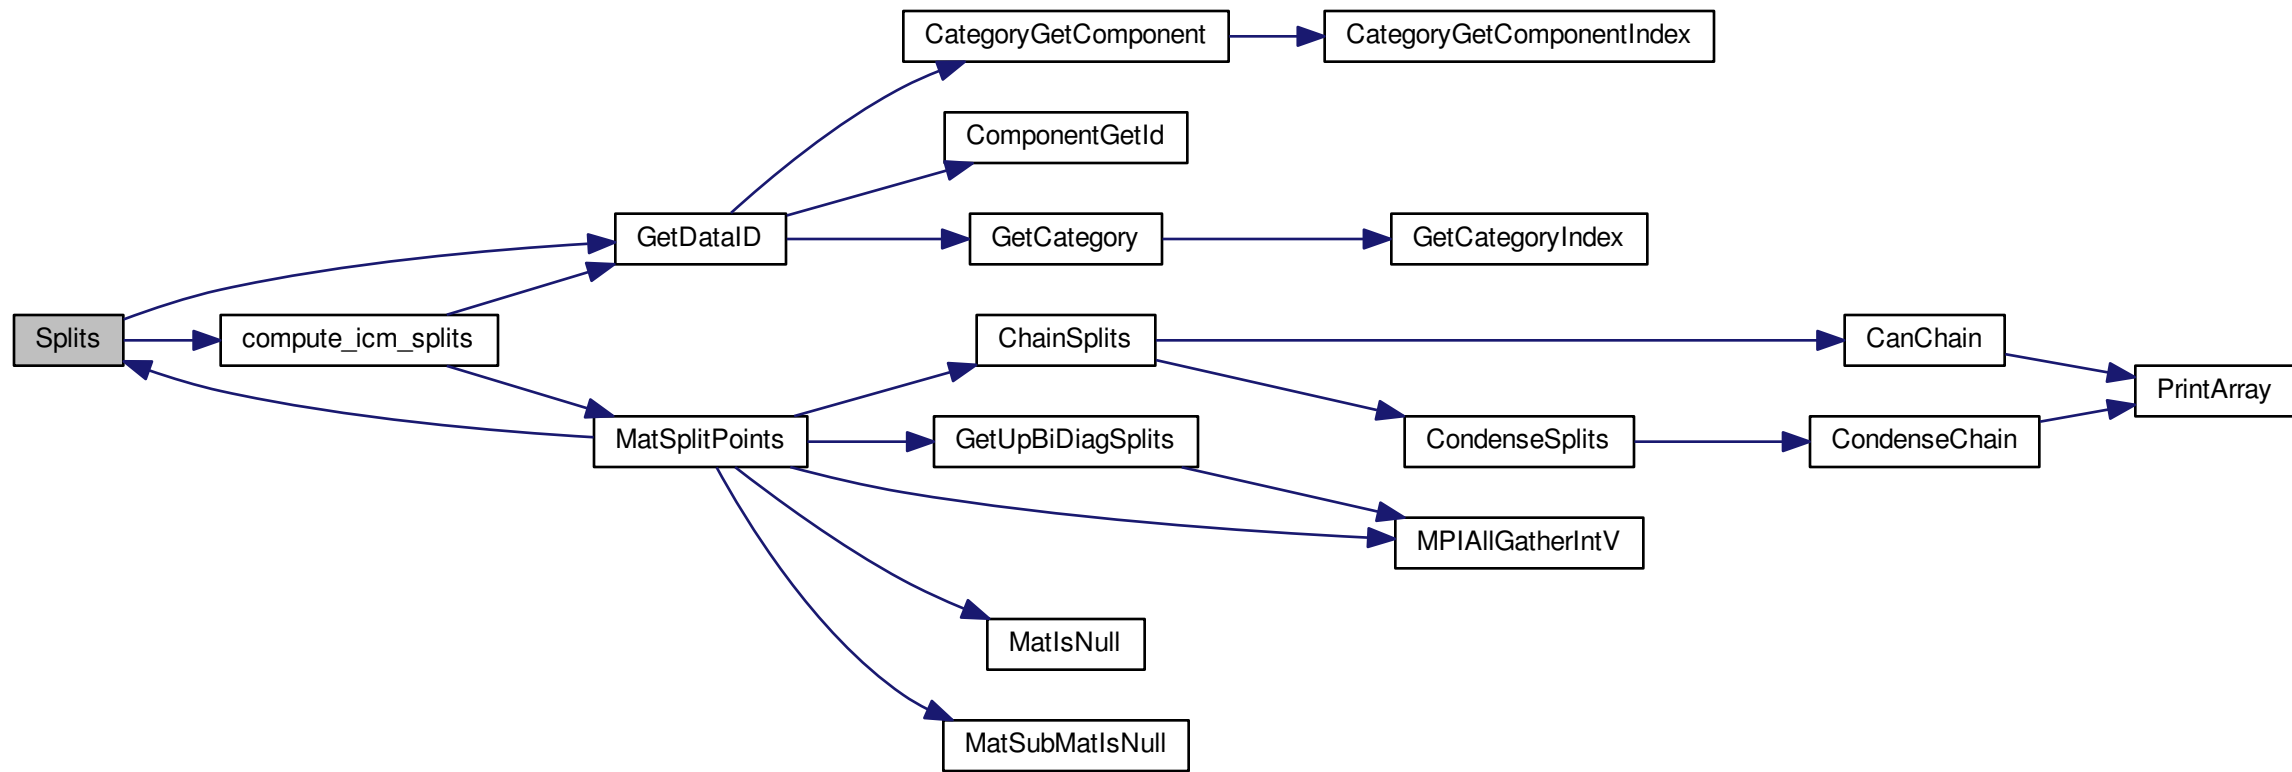 CategoryGetComponent
CategoryGetComponentIndex
ComponentGetId
GetDataID
GetCategory
GetCategoryIndex
Splits
compute_icm_splits
ChainSplits
CanChain
PrintArray
MatSplitPoints
GetUpBiDiagSplits
CondenseSplits
CondenseChain
MPIAllGatherIntV
MatIsNull
MatSubMatIsNull